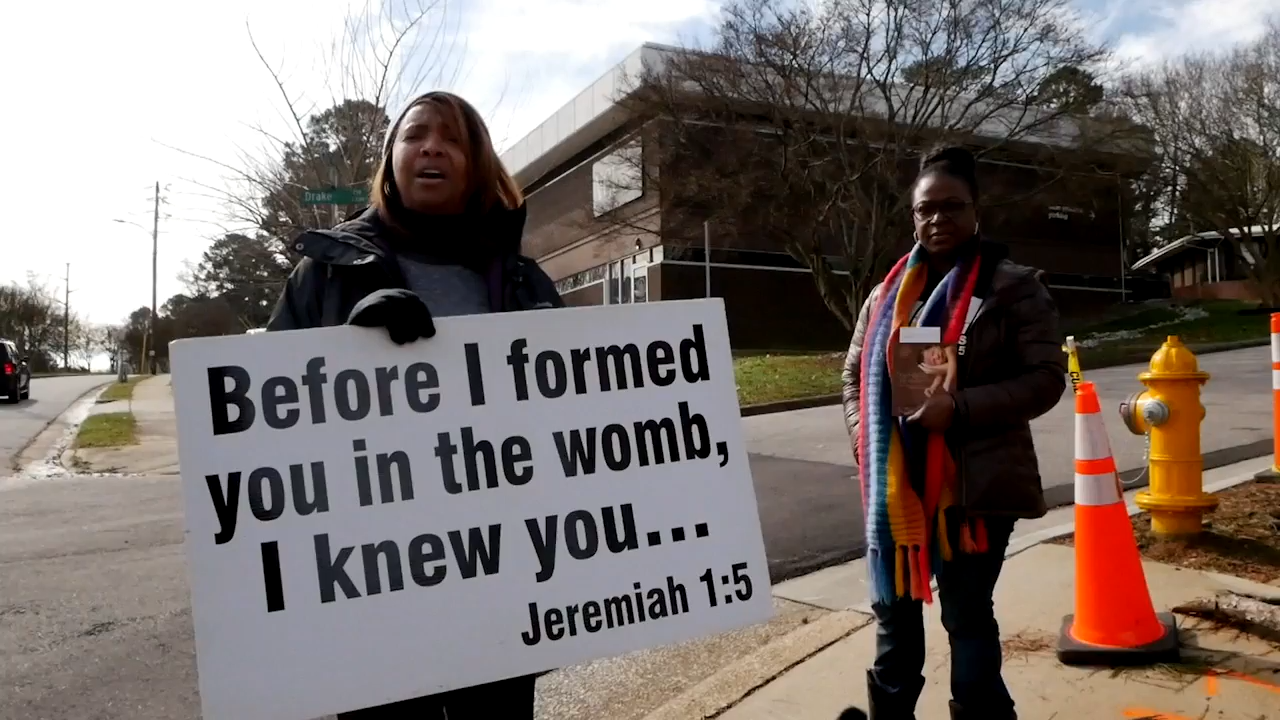 Drake
Before I formed
you in the womb,
I knew you...
Jeremiah 1:5